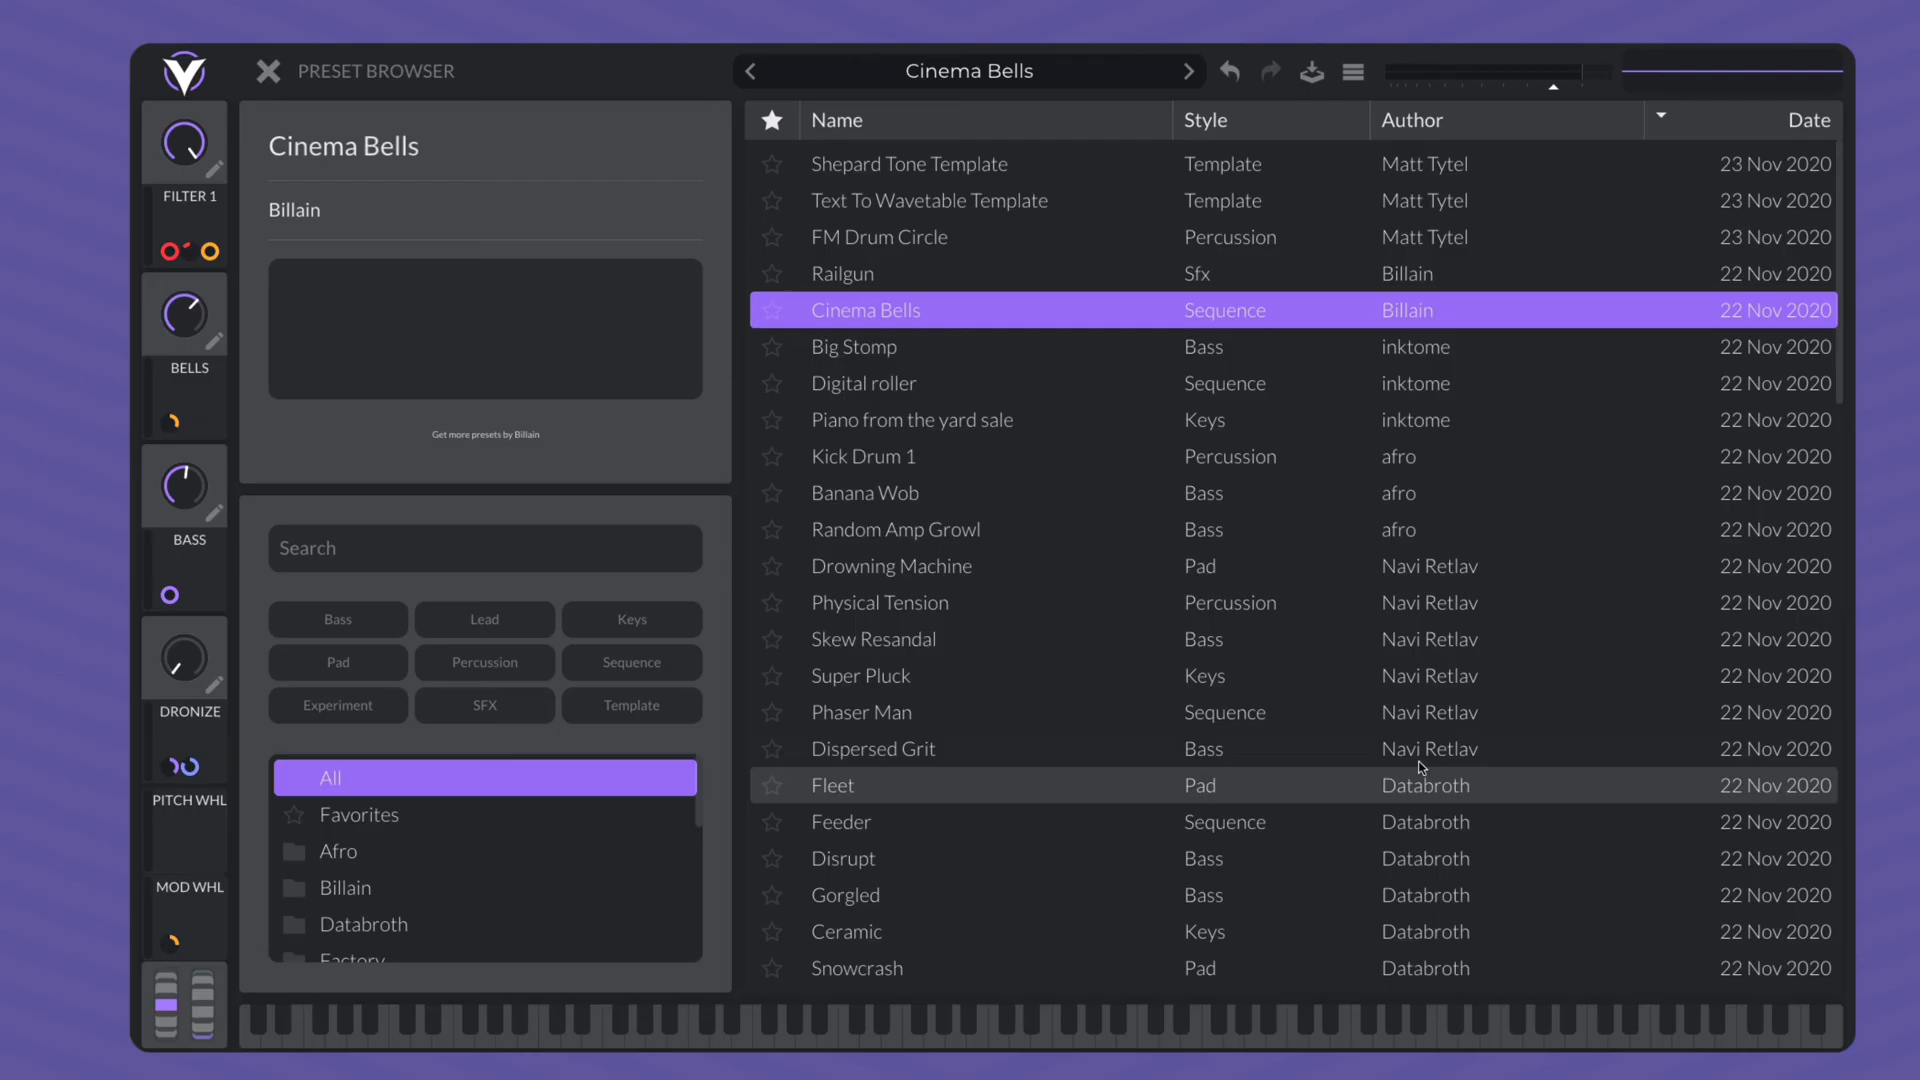 PRESET BROWSER
Cinema Bells
FILTER 1
BELLS
BASS
DRONIZE
PITCH WHL
MOD WHL
Cinema Bells
Billain
Get more presets by Billain
Search
Bass Lead Keys
Pad Percussion Sequence
Experiment SFX Template
All
Favorites
Afro
Billain
Databroth
Factory
Name Style Author Date
Shepard Tone Template Template Matt Tytel 23 Nov 2020
Text To Wavetable Template Template Matt Tytel 23 Nov 2020
FM Drum Circle Percussion Matt Tytel 23 Nov 2020
Railgun Sfx Billain 22 Nov 2020
Cinema Bells Sequence Billain 22 Nov 2020
Big Stomp Bass inktome 22 Nov 2020
Digital roller Sequence inktome 22 Nov 2020
Piano from the yard sale Keys inktome 22 Nov 2020
Kick Drum 1 Percussion afro 22 Nov 2020
Banana Wob Bass afro 22 Nov 2020
Random Amp Growl Bass afro 22 Nov 2020
Drowning Machine Pad Navi Retlav 22 Nov 2020
Physical Tension Percussion Navi Retlav 22 Nov 2020
Skew Resandal Bass Navi Retlav 22 Nov 2020
Super Pluck Keys Navi Retlav 22 Nov 2020
Phaser Man Sequence Navi Retlav 22 Nov 2020
Dispersed Grit Bass Navi Retlav 22 Nov 2020
Fleet Pad Databroth 22 Nov 2020
Feeder Sequence Databroth 22 Nov 2020
Disrupt Bass Databroth 22 Nov 2020
Gorgled Bass Databroth 22 Nov 2020
Ceramic Keys Databroth 22 Nov 2020
Snowcrash Pad Databroth 22 Nov 2020